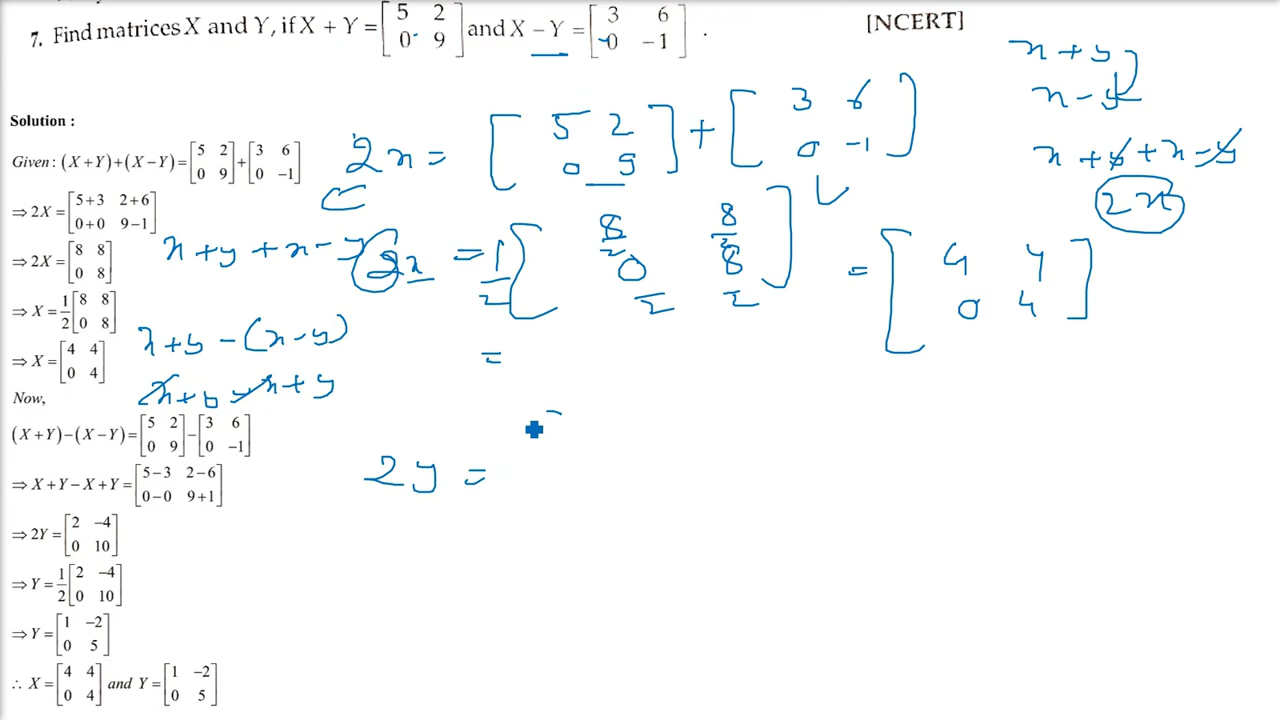 7. Find matrices X and Y, if X + Y = [5 2 0 9] and X − Y = [3 6 0 −1] . [NCERT]
Solution :
Given : (X+Y)+(X−Y)=[5 2 0 9]+[3 6 0 −1]
⇒ 2X=[5+3 2+6 0+0 9−1]
⇒ 2X=[8 8 0 8]
⇒ X=1/2[8 8 0 8]
⇒ X=[4 4 0 4]
Now,
(X+Y)−(X−Y)=[5 2 0 9]−[3 6 0 −1]
⇒ X+Y−X+Y=[5−3 2−6 0−0 9+1]
⇒ 2Y=[2 −4 0 10]
⇒ Y=1/2[2 −4 0 10]
⇒ Y=[1 −2 0 5]
∴ X=[4 4 0 4] and Y=[1 −2 0 5]
2x = [5 2 0 9] + [3 6 0 −1]
x + y + x − y
2x = 1/2 [8/2 8/2 0/2 8/2] = [4 4 0 4]
x + y − (x − y)
=
2y =
x + y
x − y
x + y + x − y
2x